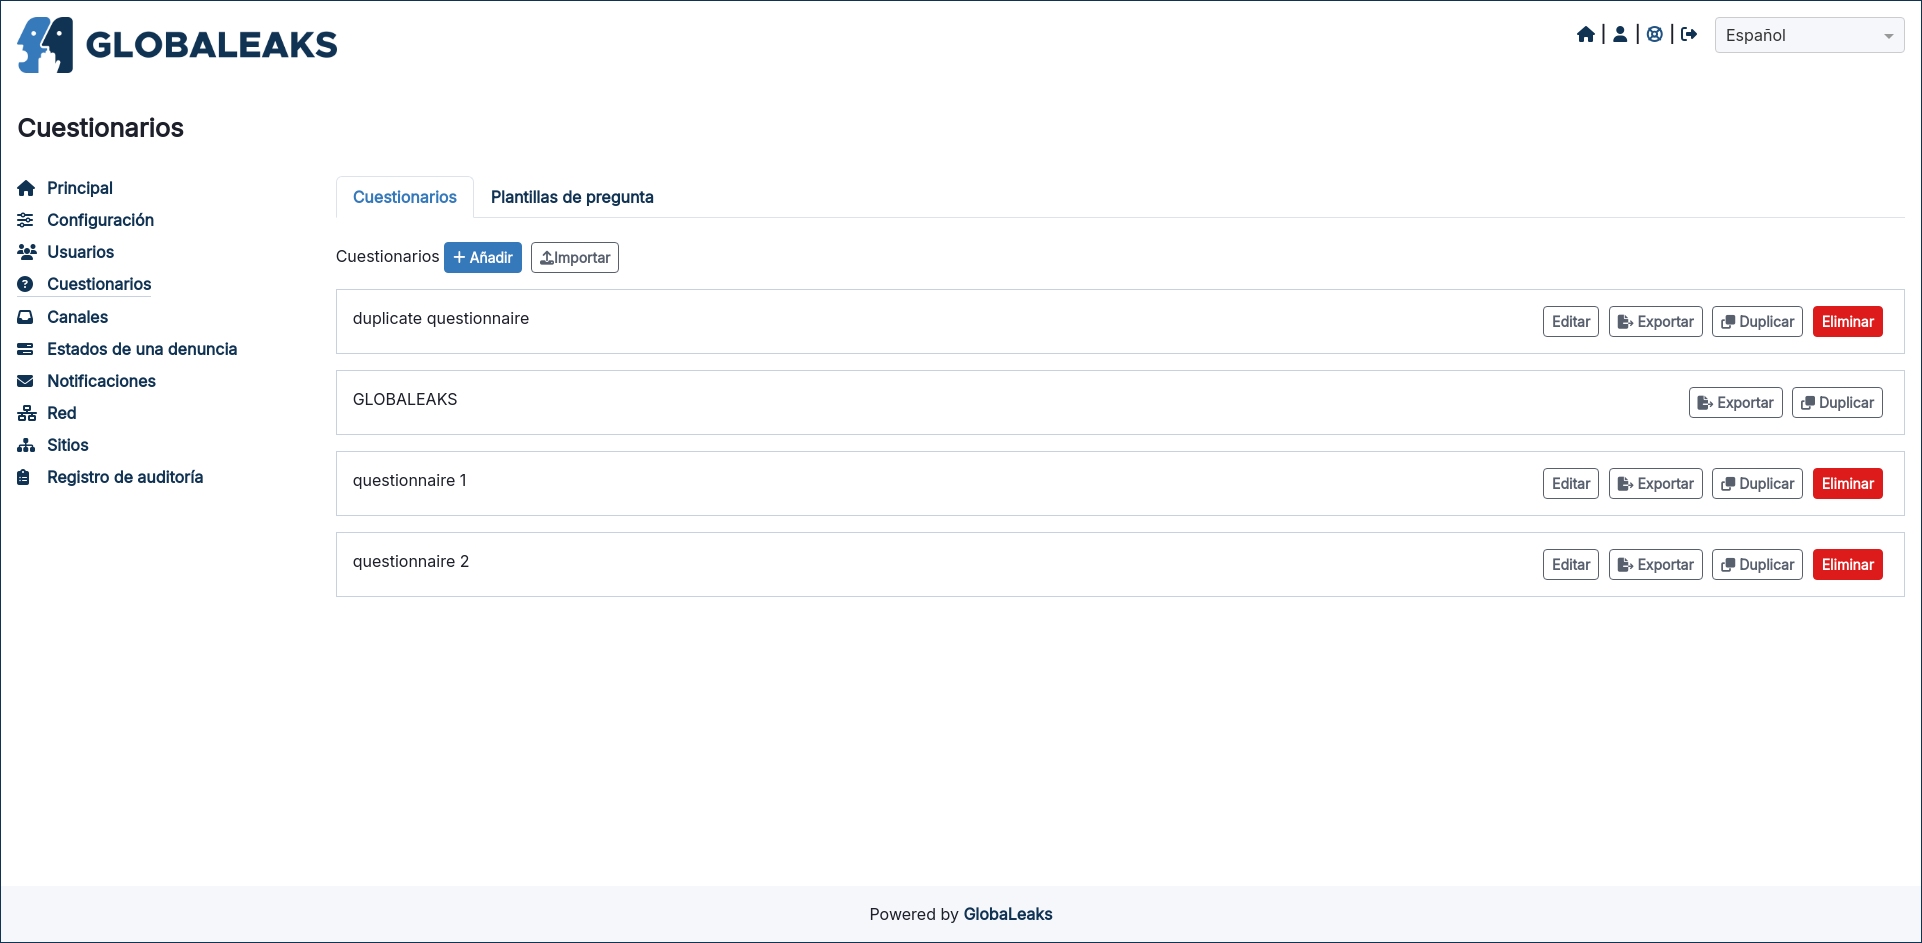 GLOBALEAKS
| | | Español
Cuestionarios
Principal
Configuración
Usuarios
Cuestionarios
Canales
Estados de una denuncia
Notificaciones
Red
Sitios
Registro de auditoría
Cuestionarios Plantillas de pregunta
Cuestionarios + Añadir Importar
duplicate questionnaire Editar Exportar Duplicar Eliminar
GLOBALEAKS Exportar Duplicar
questionnaire 1 Editar Exportar Duplicar Eliminar
questionnaire 2 Editar Exportar Duplicar Eliminar
Powered by GlobaLeaks